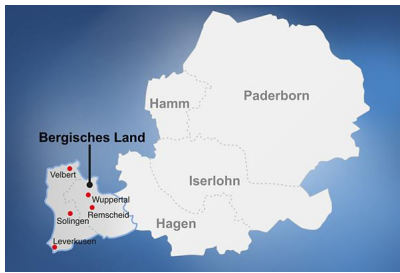 Paderborn
Hamm
Bergisches Land
Velbert
Iserlohn
Wuppertal
Remscheid
Solingen
Hagen
Leverkusen